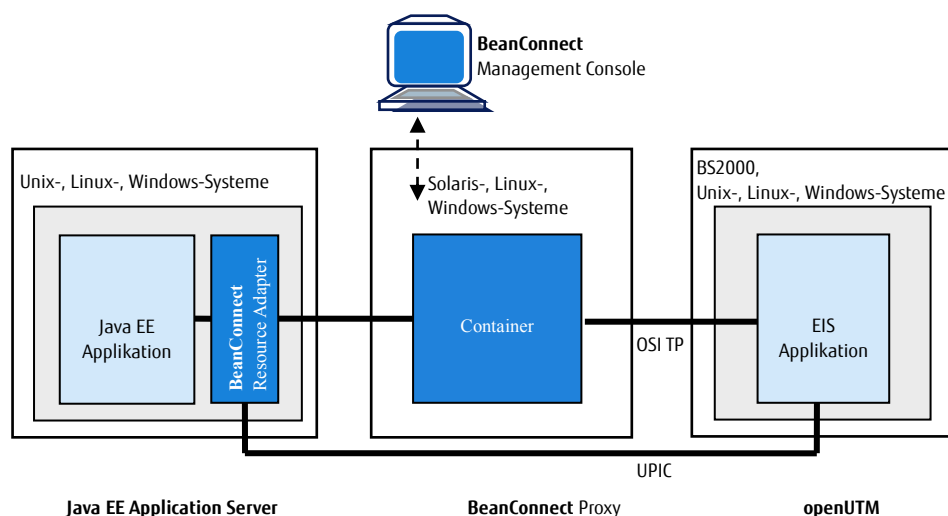 BeanConnect
Management Console
Unix-, Linux-, Windows-Systeme
Solaris-, Linux-,
Windows-Systeme
BS2000,
Unix-, Linux-, Windows-Systeme
Java EE
Applikation
BeanConnect
Resource Adapter
Container
OSI TP
EIS
Applikation
UPIC
Java EE Application Server
BeanConnect Proxy
openUTM